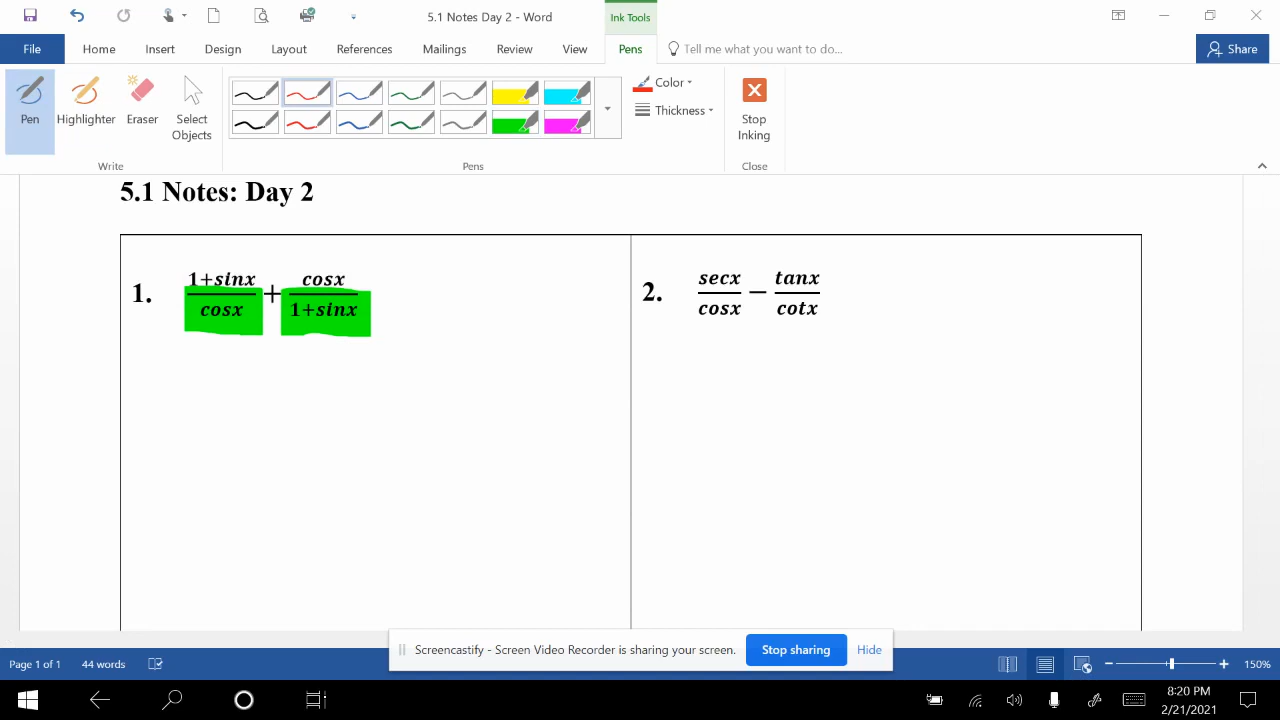 5.1 Notes Day 2 - Word
Ink Tools
File Home Insert Design Layout References Mailings Review View Pens Tell me what you want to do... Share
Pen Highlighter Eraser Select Objects
Color
Thickness
Stop Inking
Write Pens Close
5.1 Notes: Day 2
1. (1+sinx)/(cosx) + (cosx)/(1+sinx)
2. (secx)/(cosx) − (tanx)/(cotx)
Screencastify - Screen Video Recorder is sharing your screen. Stop sharing Hide
Page 1 of 1 44 words 150%
8:20 PM
2/21/2021